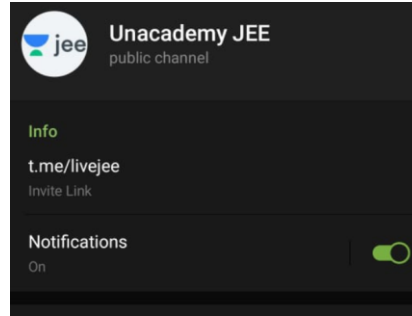 jee
Unacademy JEE
public channel
Info
t.me/livejee
Invite Link
Notifications
On